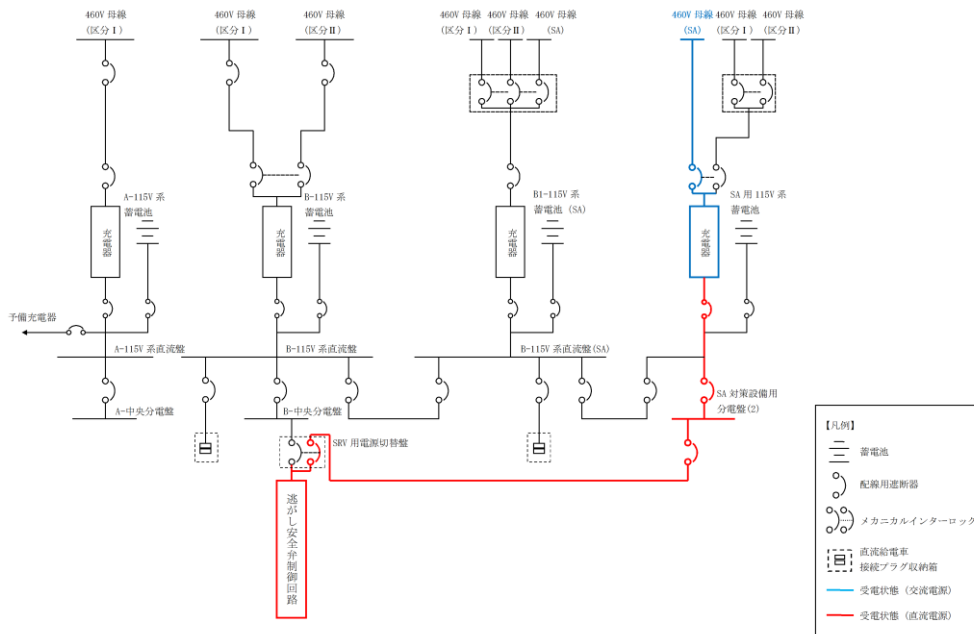 460V 母線
(区分Ⅰ)
460V 母線
(区分Ⅰ)
460V 母線
(区分Ⅱ)
460V 母線
(区分Ⅰ)
460V 母線
(区分Ⅱ)
460V 母線
(SA)
460V 母線
(SA)
460V 母線
(区分Ⅰ)
460V 母線
(区分Ⅱ)
A-115V 系
蓄電池
充電器
B-115V 系
蓄電池
充電器
B1-115V 系
蓄電池 (SA)
充電器
SA 用 115V 系
蓄電池
充電器
予備充電器
A-115V 系直流盤
B-115V 系直流盤
B-115V 系直流盤(SA)
A-中央分電盤
B-中央分電盤
SA 対策設備用
分電盤(2)
SRV 用電源切替盤
逃がし安全弁制御回路
【凡例】
蓄電池
配線用遮断器
メカニカルインターロック
直流給電車
接続プラグ収納箱
受電状態 (交流電源)
受電状態 (直流電源)